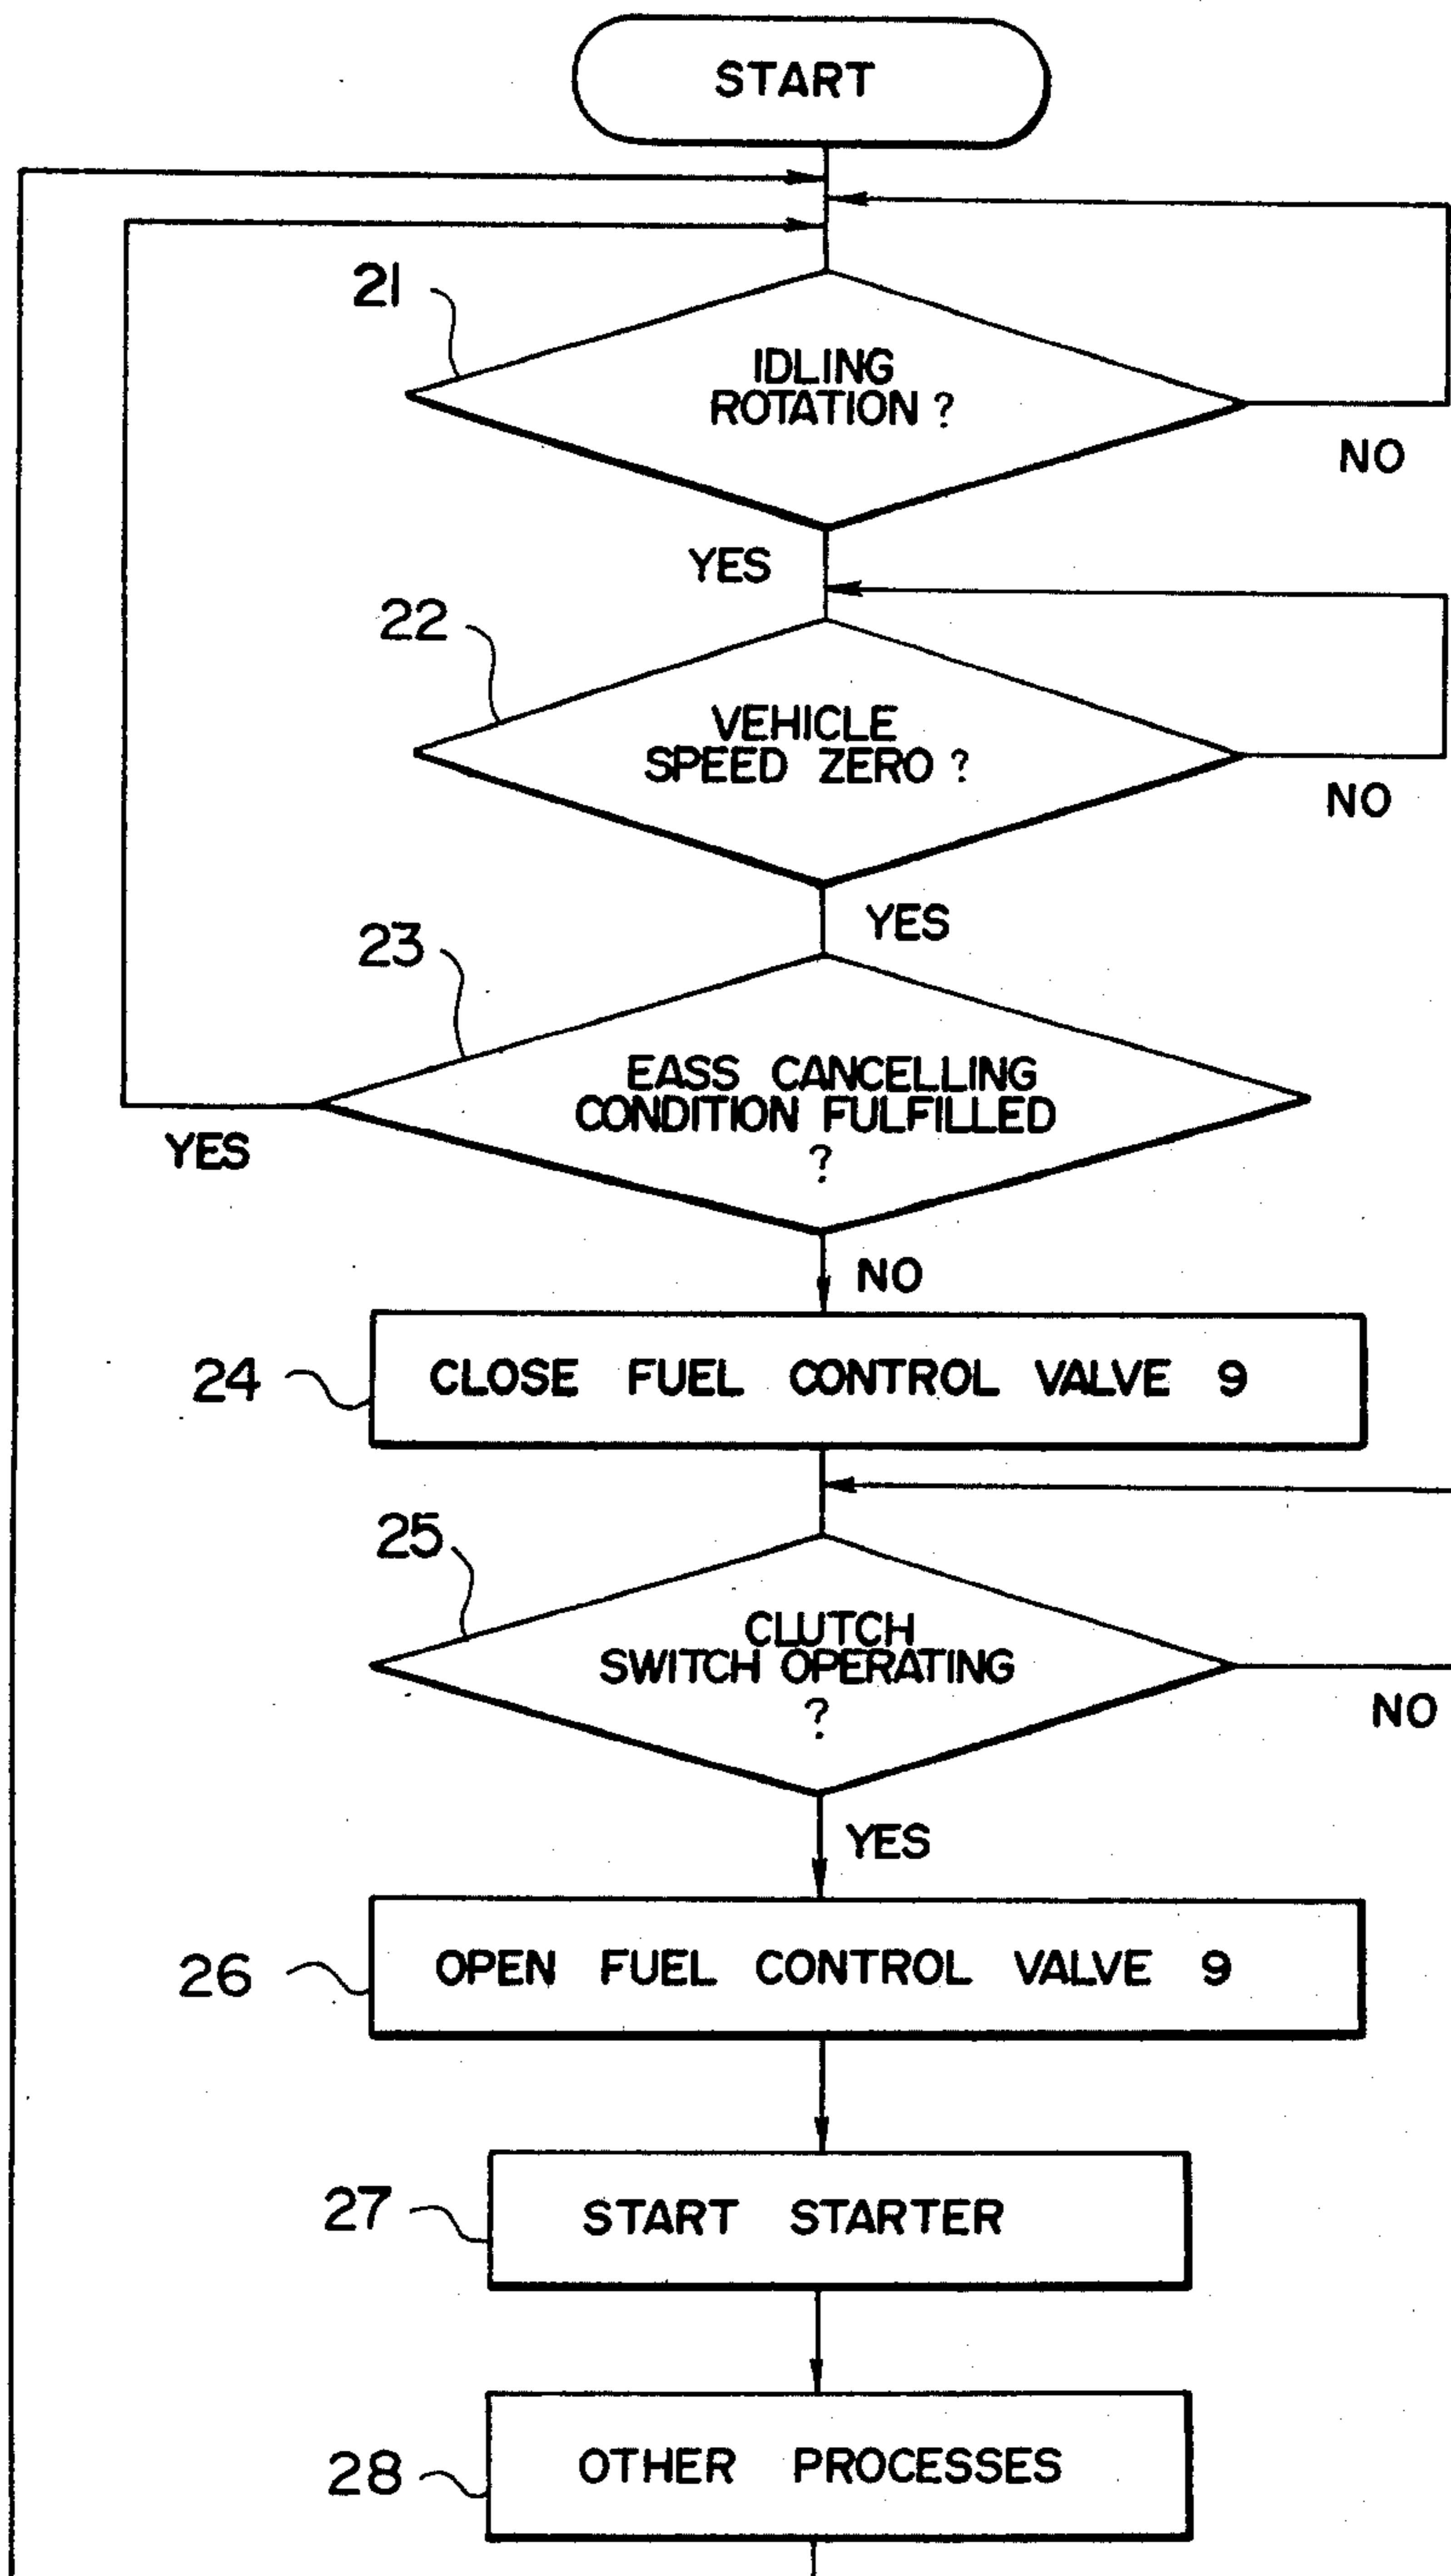 START
21
IDLING
ROTATION ?
NO
YES
22
VEHICLE
SPEED ZERO ?
NO
YES
23
EASS CANCELLING
CONDITION FULFILLED
?
YES
NO
24
CLOSE FUEL CONTROL VALVE 9
25
CLUTCH
SWITCH OPERATING
?
NO
YES
26
OPEN FUEL CONTROL VALVE 9
27
START STARTER
28
OTHER PROCESSES